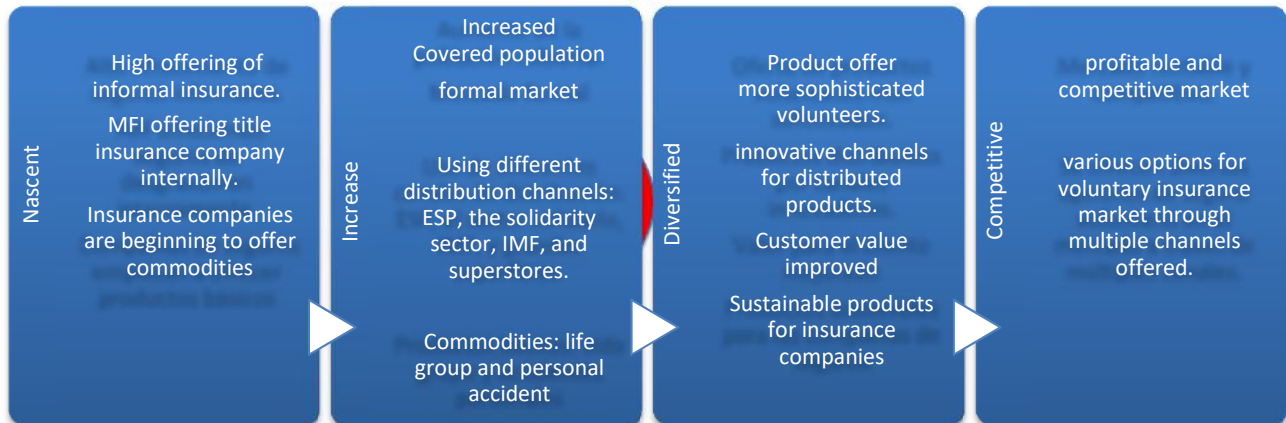 Nascent
High offering of
informal insurance.
MFI offering title
insurance company
internally.
Insurance companies
are beginning to offer
commodities
Increase
Increased
Covered population
formal market
Using different
distribution channels:
ESP, the solidarity
sector, IMF, and
superstores.
Commodities: life
group and personal
accident
Diversified
Product offer
more sophisticated
volunteers.
innovative channels
for distributed
products.
Customer value
improved
Sustainable products
for insurance
companies
Competitive
profitable and
competitive market
various options for
voluntary insurance
market through
multiple channels
offered.